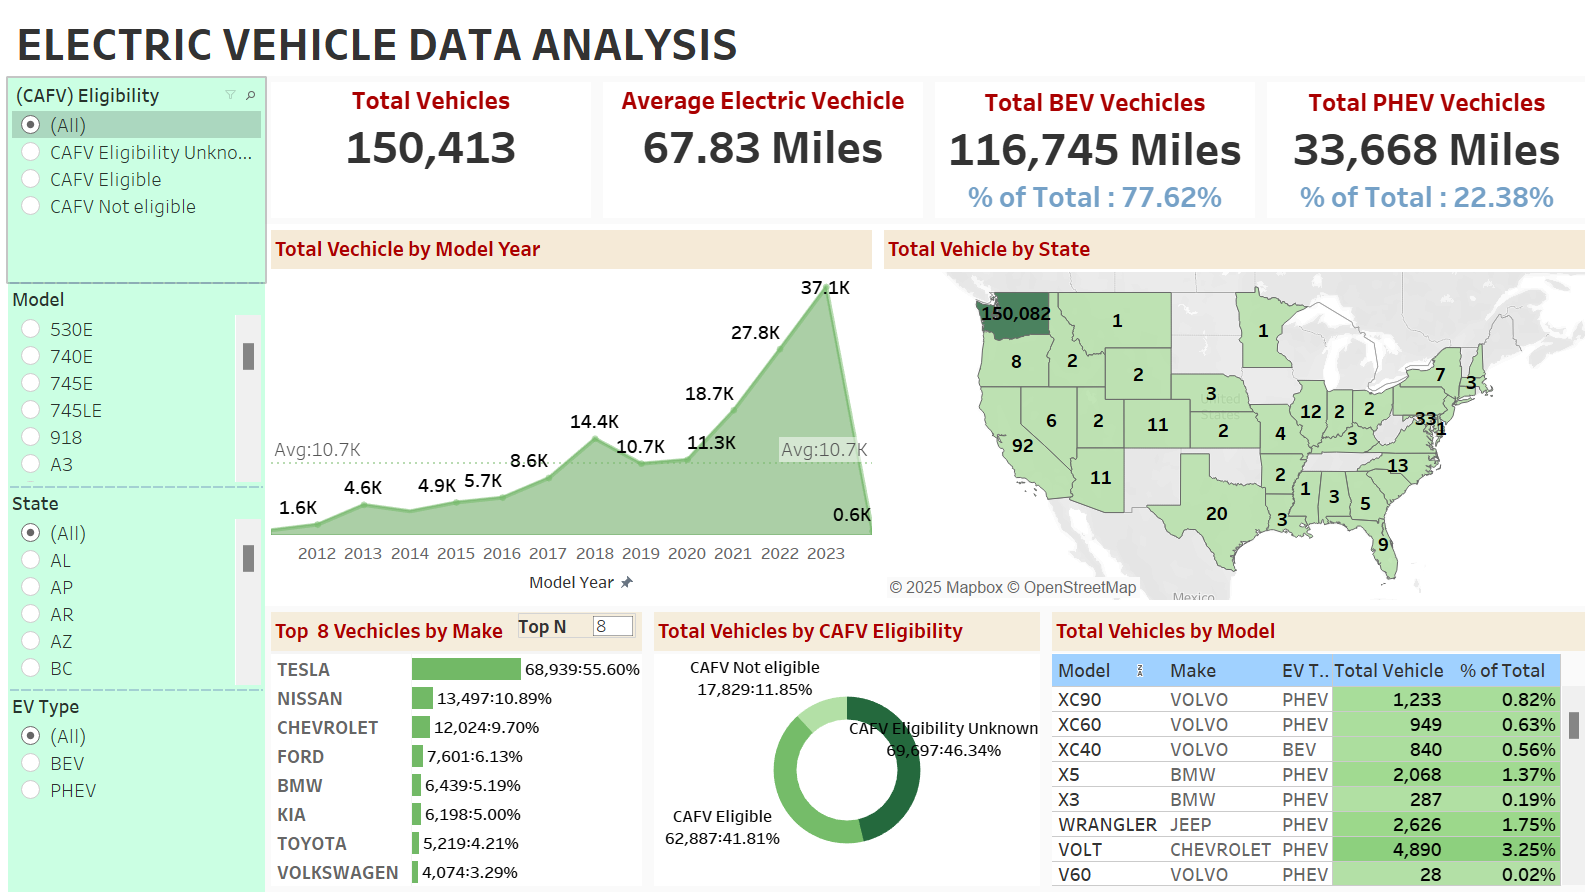 ELECTRIC VEHICLE DATA ANALYSIS
(CAFV) Eligibility
(All)
CAFV Eligibility Unkno...
CAFV Eligible
CAFV Not eligible
Model
530E
740E
745E
745LE
918
A3
State
(All)
AL
AP
AR
AZ
BC
EV Type
(All)
BEV
PHEV
Total Vehicles
150,413
Average Electric Vechicle
67.83 Miles
Total BEV Vechicles
116,745 Miles
% of Total : 77.62%
Total PHEV Vechicles
33,668 Miles
% of Total : 22.38%
Total Vechicle by Model Year
37.1K
27.8K
18.7K
14.4K
10.7K
11.3K
Avg:10.7K
Avg:10.7K
8.6K
4.6K
4.9K
5.7K
1.6K
0.6K
2012 2013 2014 2015 2016 2017 2018 2019 2020 2021 2022 2023
Model Year
Total Vehicle by State
150,082
1
1
8
2
2
7
3
3
United States
6
2
11
2
12
2
2
33
1
92
4
3
11
2
13
20
3
1
3
5
9
Mexico
© 2025 Mapbox © OpenStreetMap
Top 8 Vechicles by Make
Top N
8
TESLA 68,939:55.60%
NISSAN 13,497:10.89%
CHEVROLET 12,024:9.70%
FORD 7,601:6.13%
BMW 6,439:5.19%
KIA 6,198:5.00%
TOYOTA 5,219:4.21%
VOLKSWAGEN 4,074:3.29%
Total Vehicles by CAFV Eligibility
CAFV Not eligible
17,829:11.85%
CAFV Eligibility Unknown
69,697:46.34%
CAFV Eligible
62,887:41.81%
Total Vehicles by Model
Model Make EV T.. Total Vehicle % of Total
XC90 VOLVO PHEV 1,233 0.82%
XC60 VOLVO PHEV 949 0.63%
XC40 VOLVO BEV 840 0.56%
X5 BMW PHEV 2,068 1.37%
X3 BMW PHEV 287 0.19%
WRANGLER JEEP PHEV 2,626 1.75%
VOLT CHEVROLET PHEV 4,890 3.25%
V60 VOLVO PHEV 28 0.02%